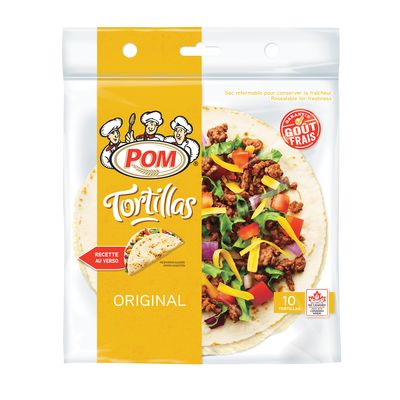 Sac refermable pour conserver la fraîcheur
Resealable for freshness
GARANTI
GOÛT
FRAIS
POM
Tortillas
RECETTE
AU VERSO
ORIGINAL
10
TORTILLAS